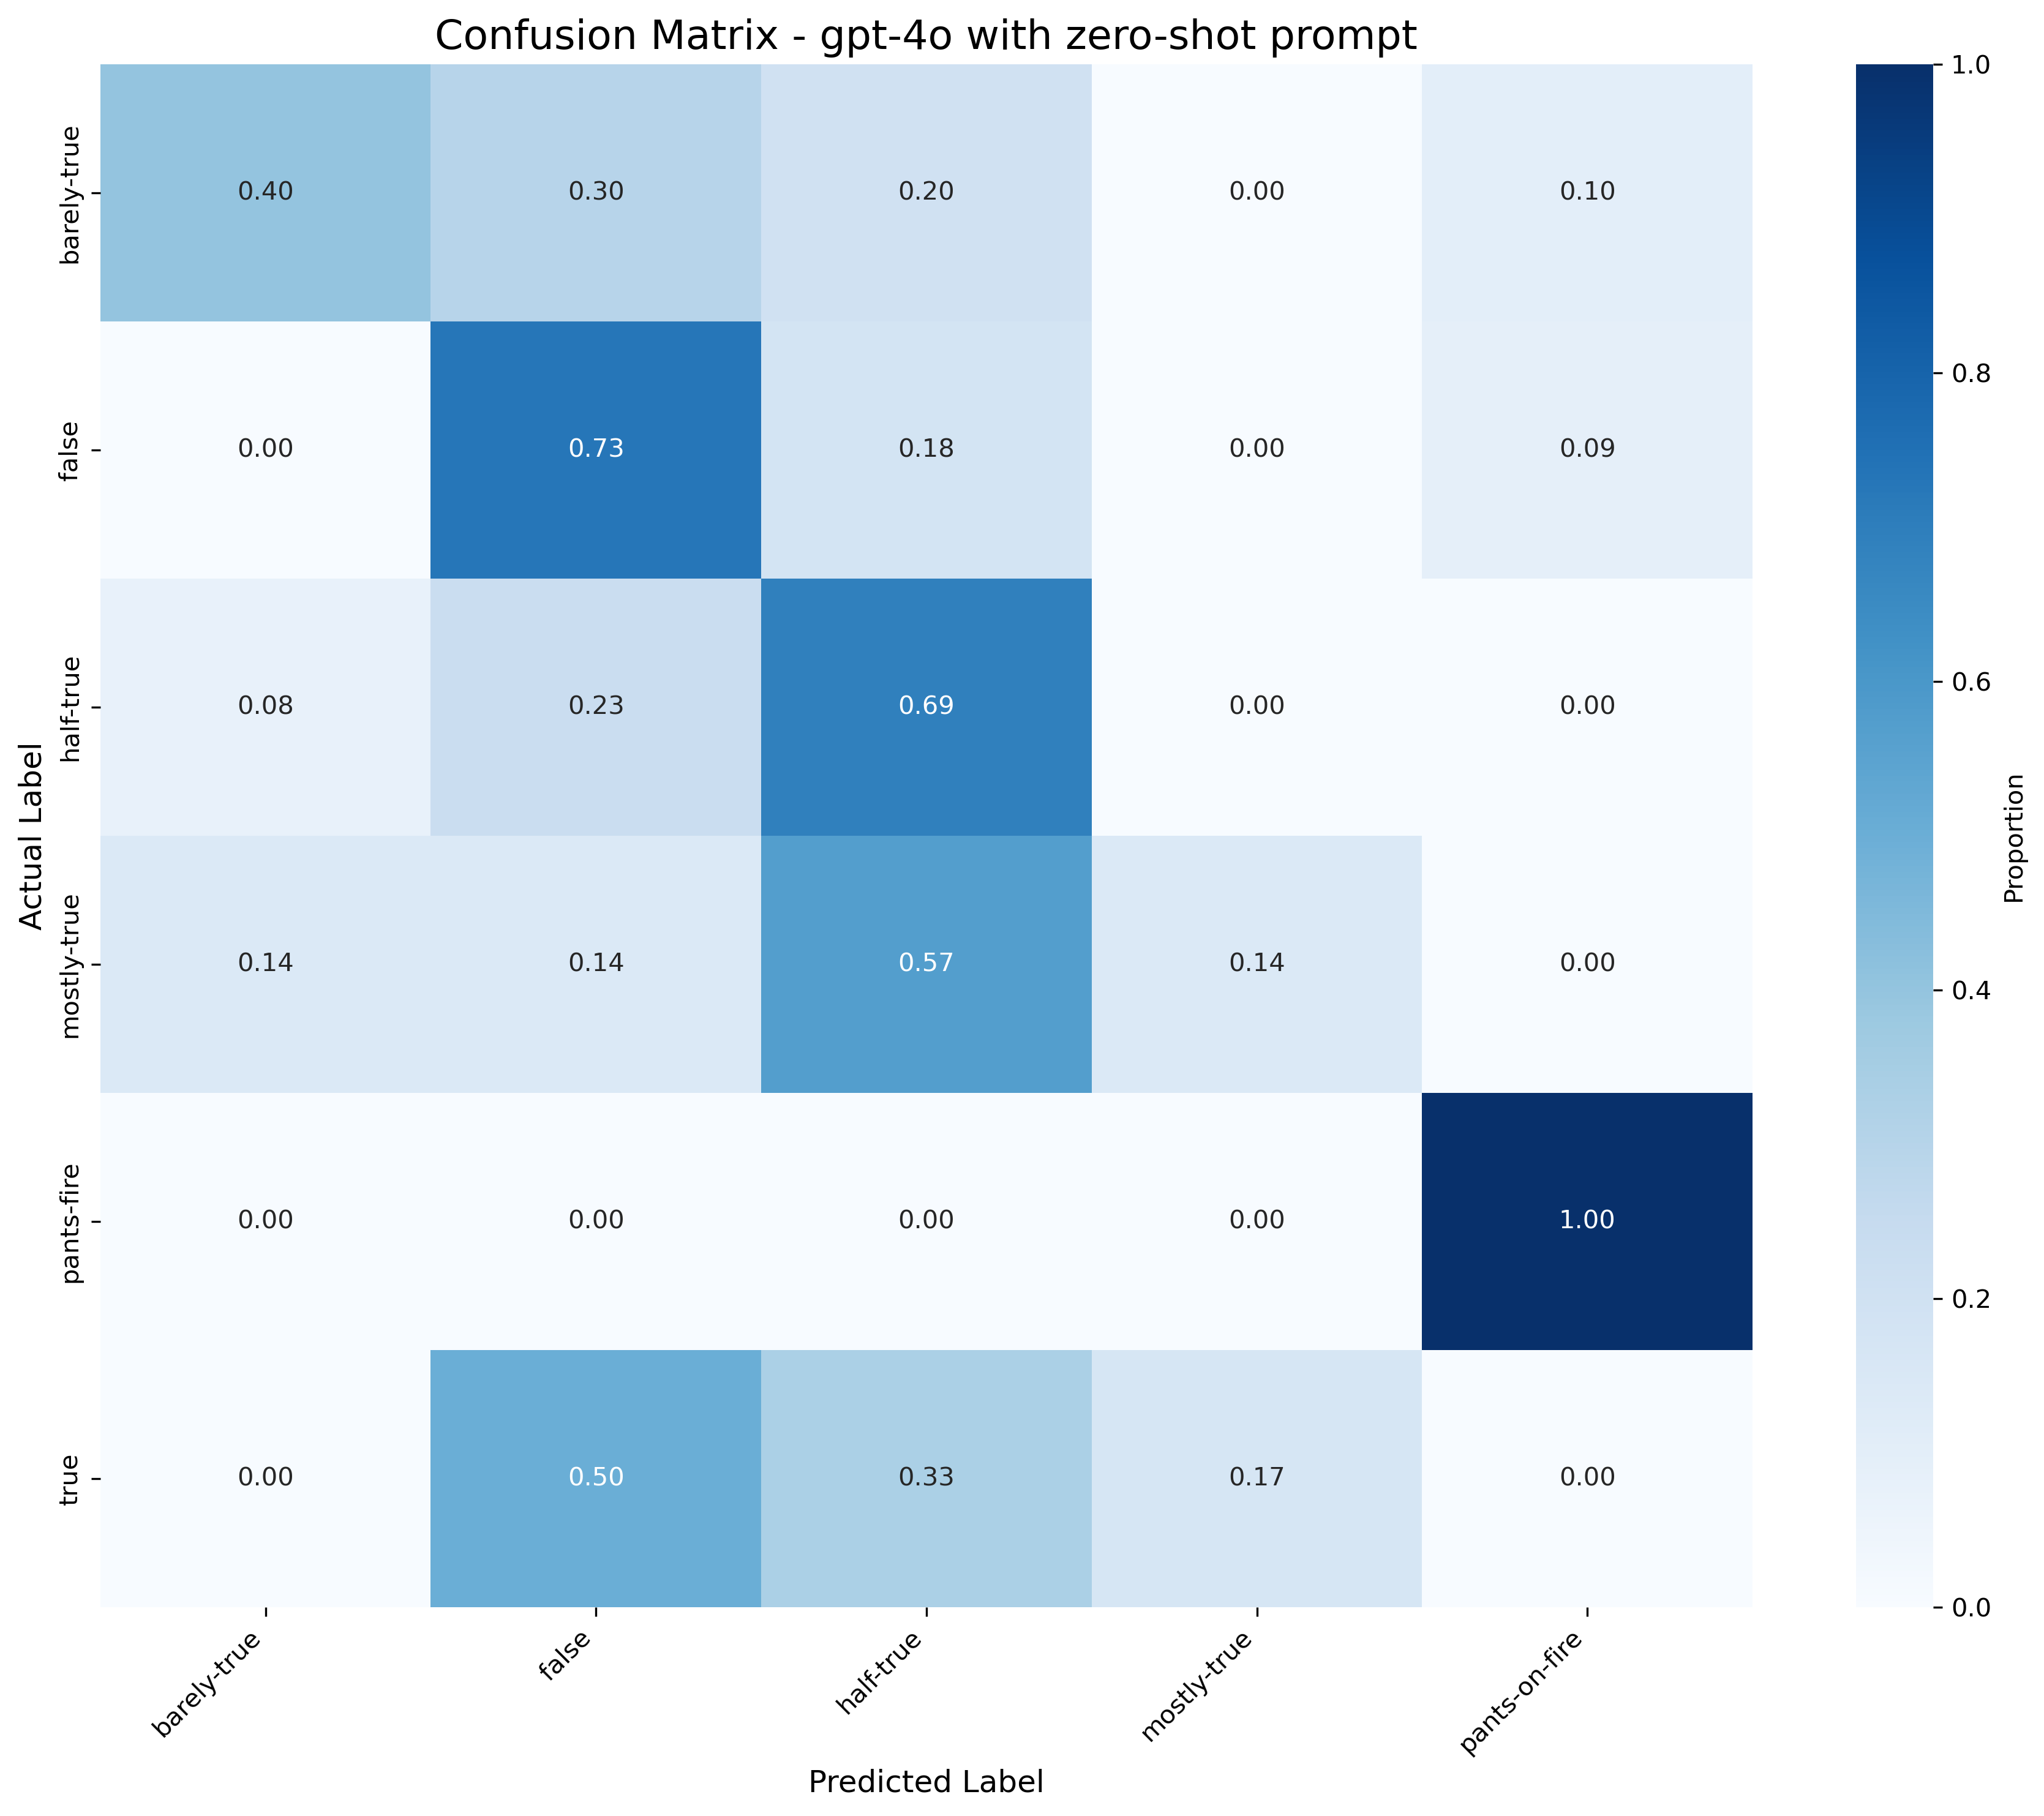 Confusion Matrix - gpt-4o with zero-shot prompt
Actual Label
barely-true
0.40 0.30 0.20 0.00 0.10
false
0.00 0.73 0.18 0.00 0.09
half-true
0.08 0.23 0.69 0.00 0.00
mostly-true
0.14 0.14 0.57 0.14 0.00
pants-fire
0.00 0.00 0.00 0.00 1.00
true
0.00 0.50 0.33 0.17 0.00
barely-true
false
half-true
mostly-true
pants-on-fire
Predicted Label
1.0
0.8
0.6
0.4
0.2
0.0
Proportion